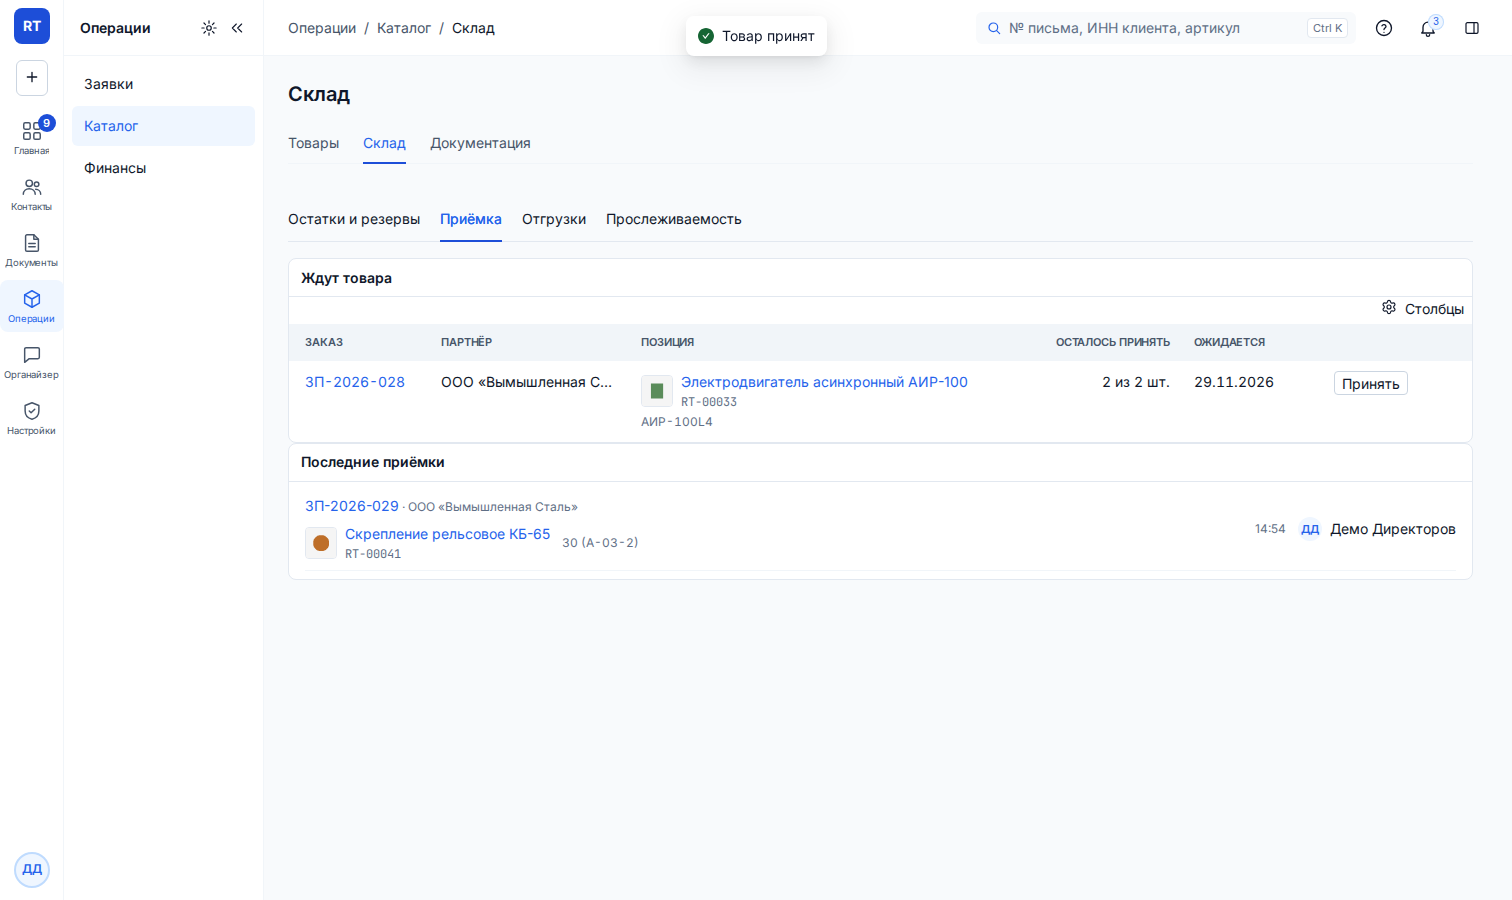 RT
Операции
Операции / Каталог / Склад
Товар принят
№ письма, ИНН клиента, артикул
Ctrl K
3
9
Главная
Контакты
Документы
Операции
Органайзер
Настройки
ДД
Заявки
Каталог
Финансы
Склад
Товары
Склад
Документация
Остатки и резервы
Приёмка
Отгрузки
Прослеживаемость
Ждут товара
Столбцы
ЗАКАЗ ПАРТНЁР ПОЗИЦИЯ ОСТАЛОСЬ ПРИНЯТЬ ОЖИДАЕТСЯ
ЗП-2026-028 ООО «Вымышленная С... Электродвигатель асинхронный АИР-100 2 из 2 шт. 29.11.2026 Принять
RT-00033
АИР-100L4
Последние приёмки
ЗП-2026-029 · ООО «Вымышленная Сталь»
Скрепление рельсовое КБ-65 30 (А-03-2)
RT-00041
14:54 ДД Демо Директоров